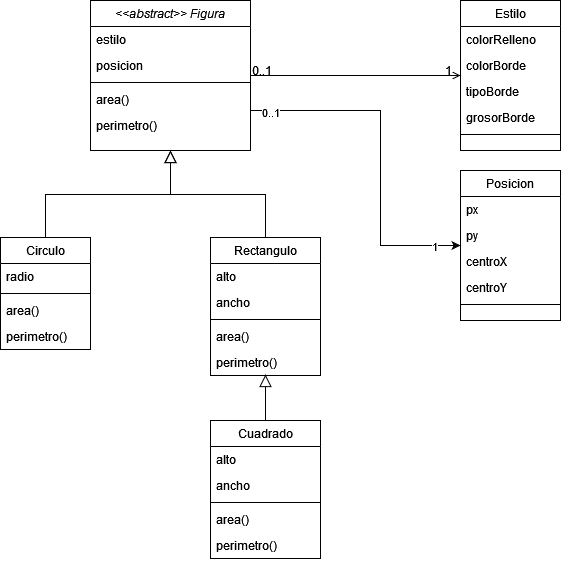 <<abstract>> Figura
estilo
posicion
area()
perimetro()
0..1
1
0..1
1
Estilo
colorRelleno
colorBorde
tipoBorde
grosorBorde
Posicion
px
py
centroX
centroY
Circulo
radio
area()
perimetro()
Rectangulo
alto
ancho
area()
perimetro()
Cuadrado
alto
ancho
area()
perimetro()